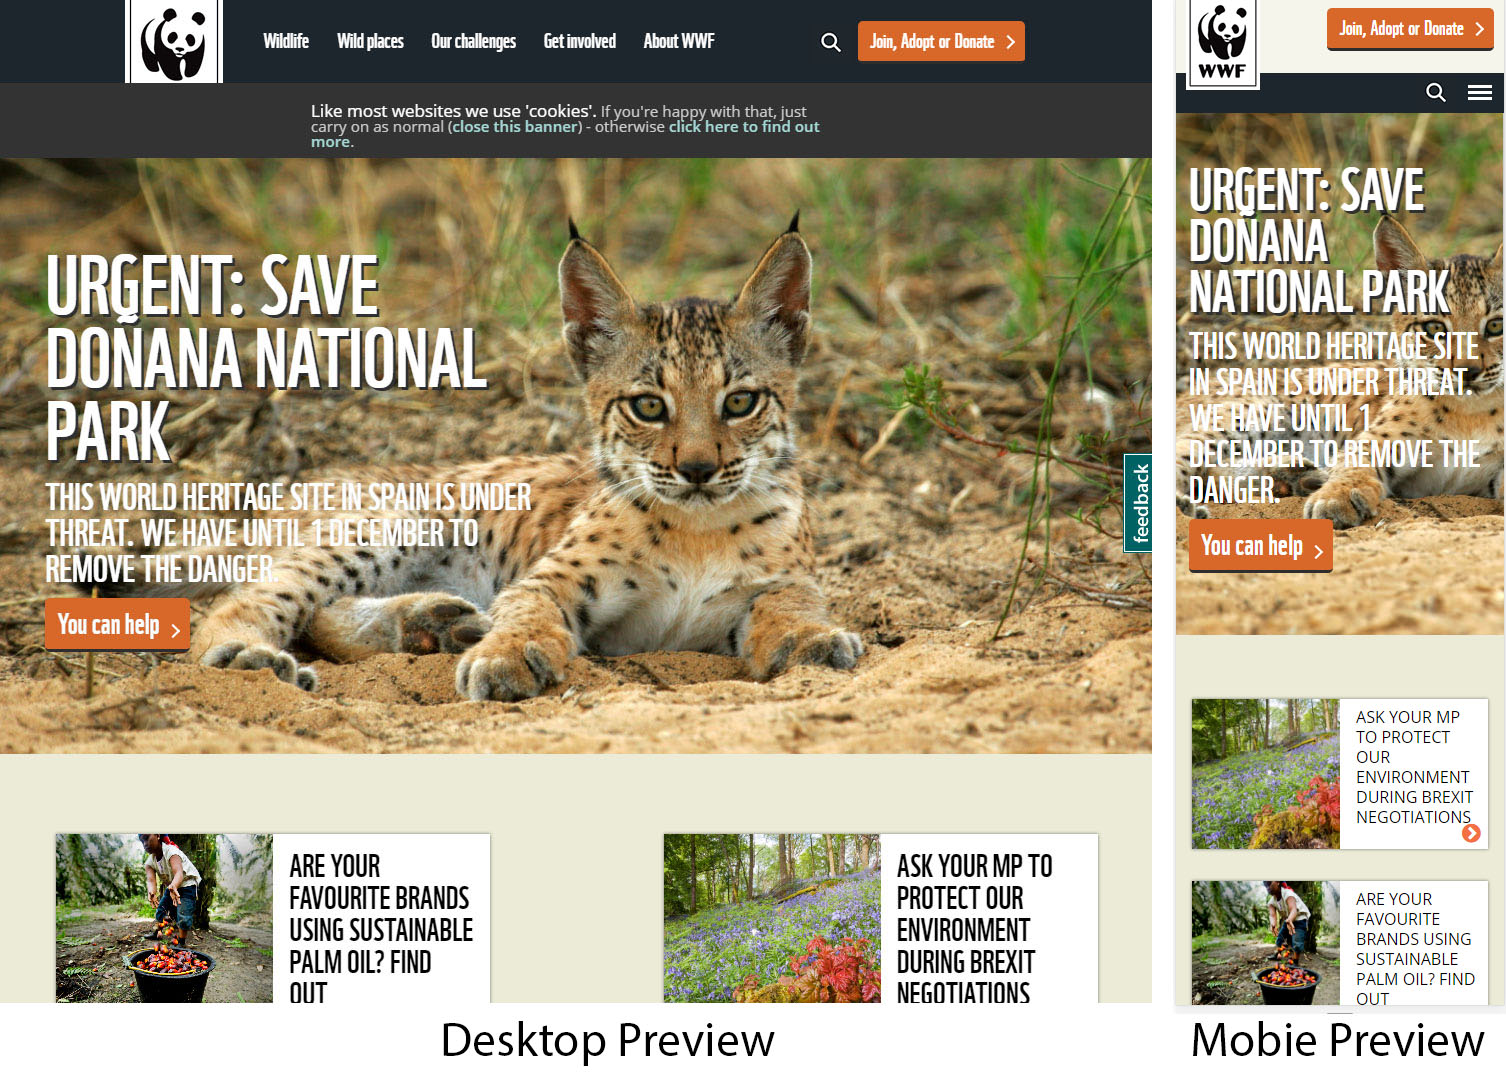 Wildlife Wild places Our challenges Get involved About WWF Join, Adopt or Donate
Like most websites we use 'cookies'. If you're happy with that, just
carry on as normal (close this banner) - otherwise click here to find out
more.
URGENT: SAVE
DOÑANA NATIONAL
PARK
THIS WORLD HERITAGE SITE IN SPAIN IS UNDER
THREAT. WE HAVE UNTIL 1 DECEMBER TO
REMOVE THE DANGER.
You can help
feedback
ARE YOUR
FAVOURITE BRANDS
USING SUSTAINABLE
PALM OIL? FIND
OUT
ASK YOUR MP TO
PROTECT OUR
ENVIRONMENT
DURING BREXIT
NEGOTIATIONS
Desktop Preview
WWF
Join, Adopt or Donate
URGENT: SAVE
DOÑANA
NATIONAL PARK
THIS WORLD HERITAGE SITE
IN SPAIN IS UNDER THREAT.
WE HAVE UNTIL 1
DECEMBER TO REMOVE THE
DANGER.
You can help
ASK YOUR MP
TO PROTECT
OUR
ENVIRONMENT
DURING BREXIT
NEGOTIATIONS
ARE YOUR
FAVOURITE
BRANDS USING
SUSTAINABLE
PALM OIL? FIND
OUT
Mobie Preview